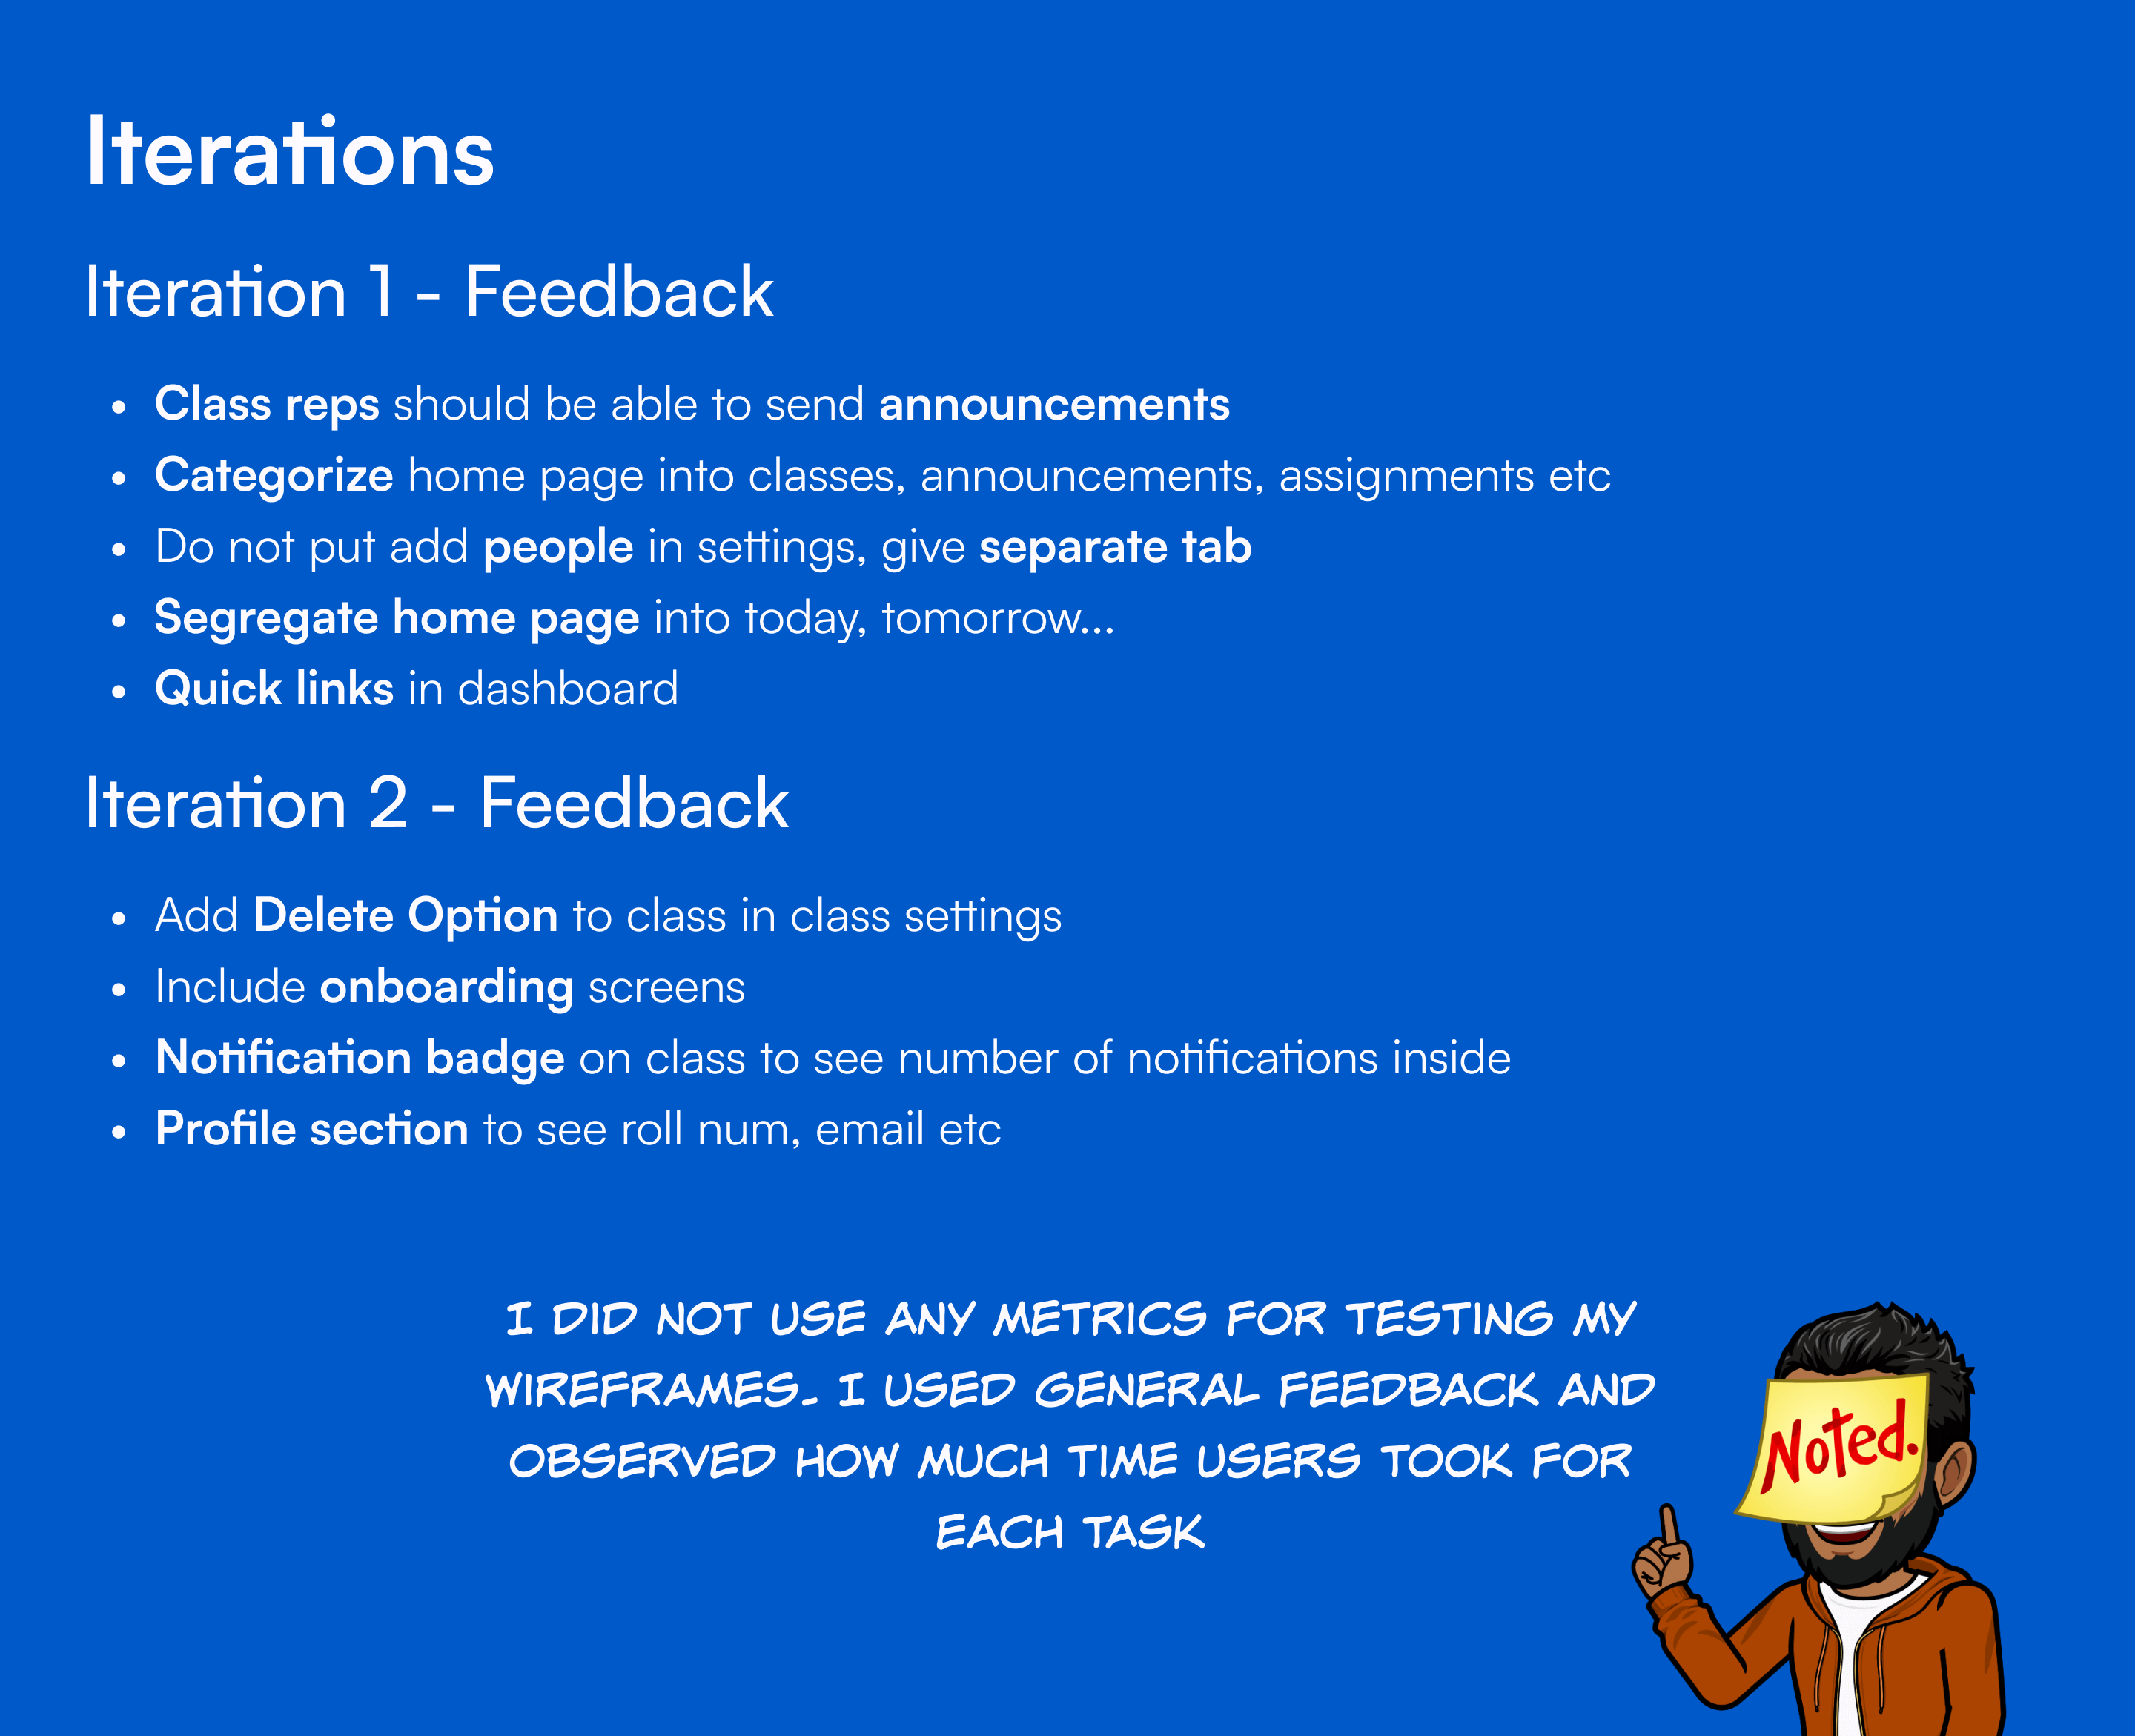 Iterations
Iteration 1 - Feedback
• Class reps should be able to send announcements
• Categorize home page into classes, announcements, assignments etc
• Do not put add people in settings, give separate tab
• Segregate home page into today, tomorrow...
• Quick links in dashboard
Iteration 2 - Feedback
• Add Delete Option to class in class settings
• Include onboarding screens
• Notification badge on class to see number of notifications inside
• Profile section to see roll num, email etc
I DID NOT USE ANY METRICS FOR TESTING MY
WIREFRAMES. I USED GENERAL FEEDBACK AND
OBSERVED HOW MUCH TIME USERS TOOK FOR
EACH TASK
Noted.